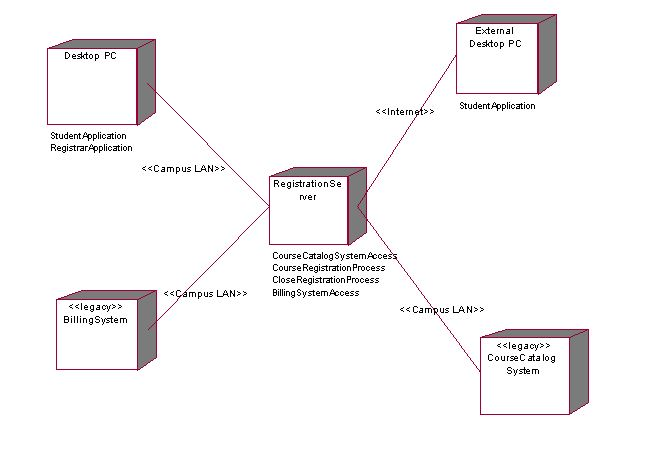 Desktop PC
StudentApplication
RegistrarApplication
External
Desktop PC
StudentApplication
<<Internet>>
<<Campus LAN>>
RegistrationSe
rver
CourseCatalogSystemAccess
CourseRegistrationProcess
CloseRegistrationProcess
BillingSystemAccess
<<Campus LAN>>
<<legacy>>
BillingSystem
<<Campus LAN>>
<<legacy>>
CourseCatalog
System